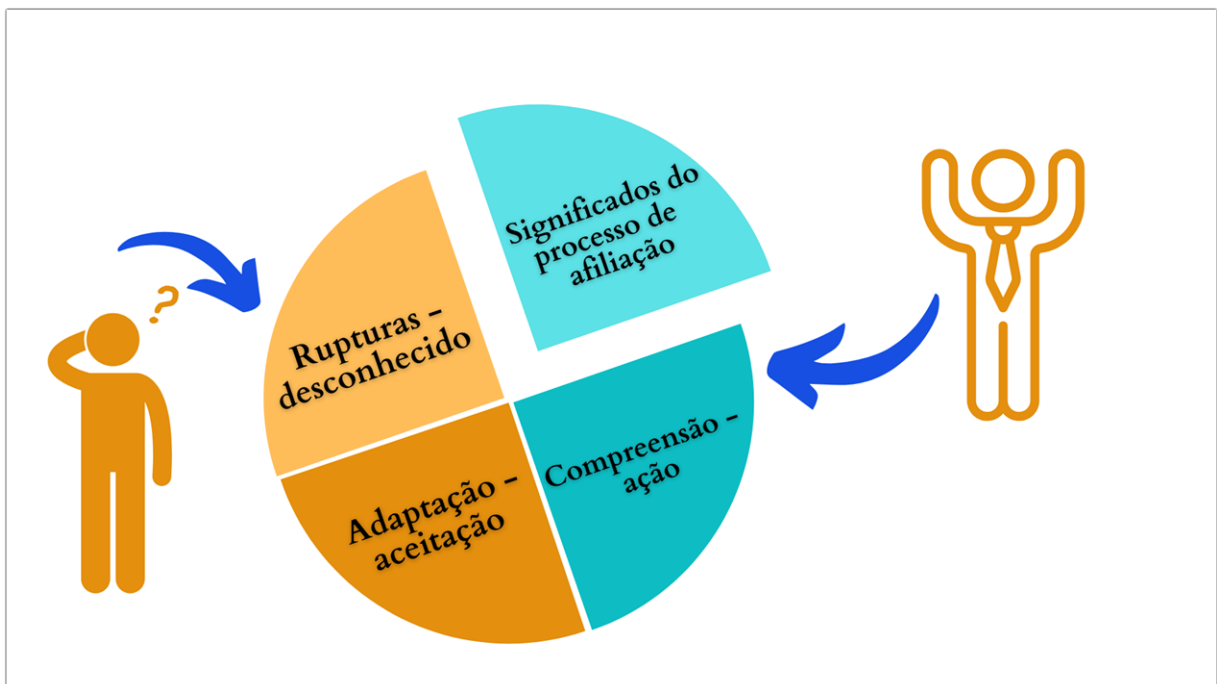 Significados do
processo de
afiliação
Rupturas -
desconhecido
?
Adaptação -
aceitação
Compreensão -
ação